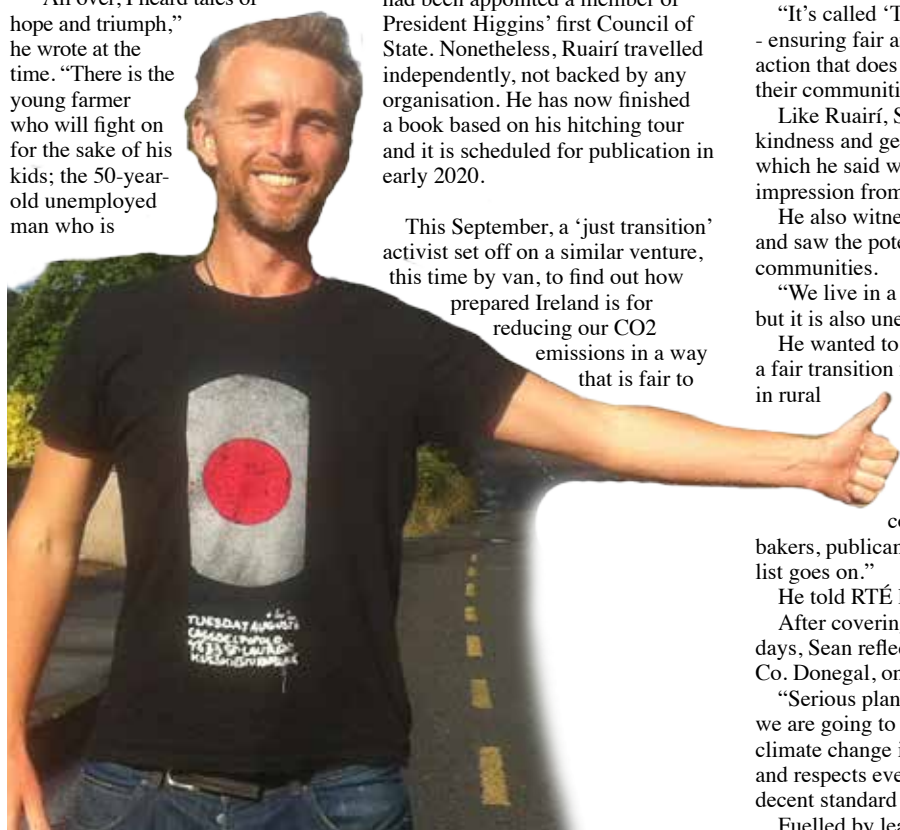 All over, I heard tales of
hope and triumph,”
he wrote at the
time. “There is the
young farmer
who will fight on
for the sake of his
kids; the 50-year-
old unemployed
man who is
had been appointed a member of
President Higgins’ first Council of
State. Nonetheless, Ruairí travelled
independently, not backed by any
organisation. He has now finished
a book based on his hitching tour
and it is scheduled for publication in
early 2020.
This September, a ‘just transition’
activist set off on a similar venture,
this time by van, to find out how
prepared Ireland is for
reducing our CO2
emissions in a way
that is fair to
“It’s called ‘T
- ensuring fair a
action that does
their communiti
Like Ruairí, S
kindness and ge
which he said w
impression from
He also witne
and saw the pote
communities.
“We live in a
but it is also une
He wanted to
a fair transition
in rural
co
bakers, publican
list goes on.”
He told RTÉ
After covering
days, Sean reflec
Co. Donegal, on
“Serious plan
we are going to
climate change i
and respects eve
decent standard
Fuelled by lea
TUESDAY AUGUST